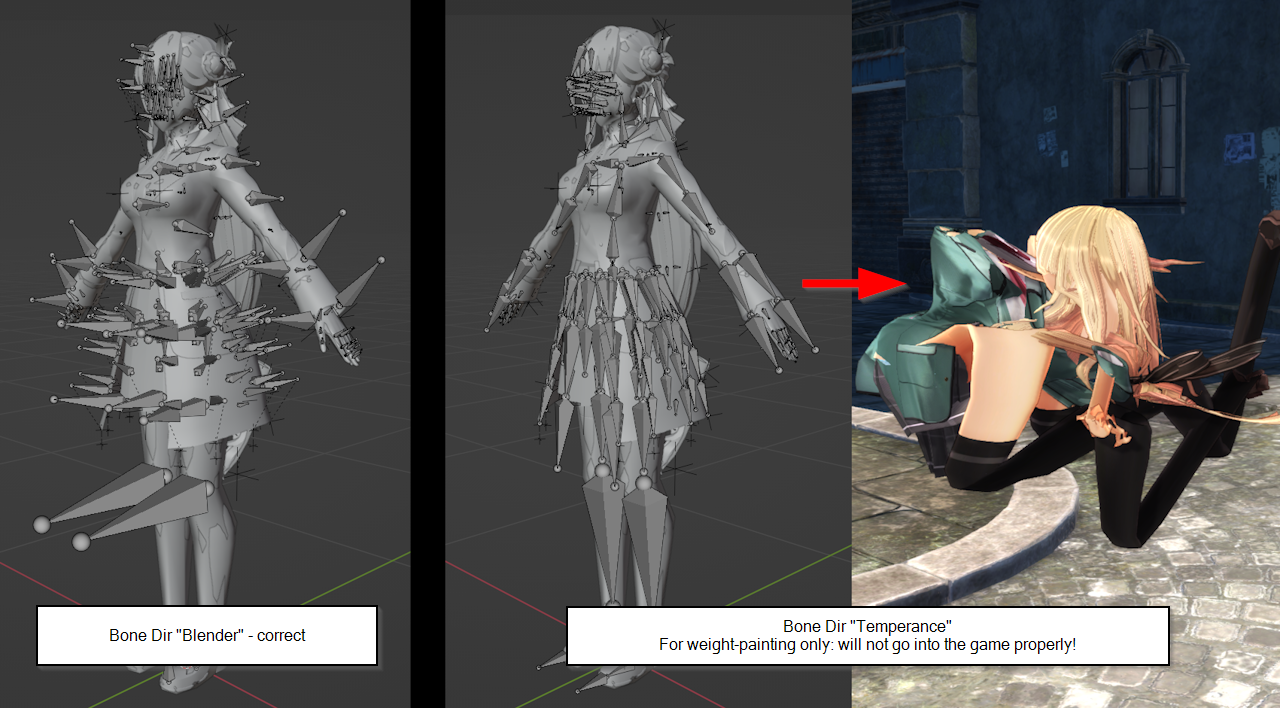 Bone Dir "Blender" - correct
Bone Dir "Temperance"
For weight-painting only: will not go into the game properly!